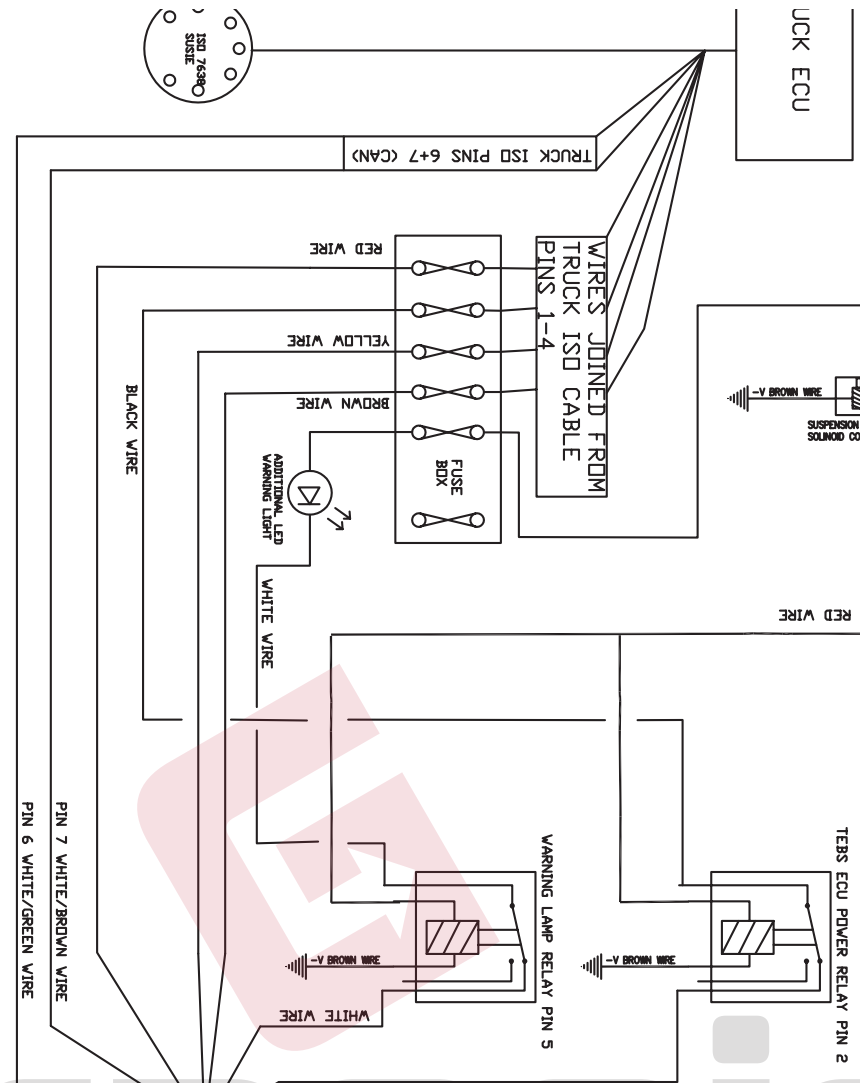 ISO 7638
SUSIE
UCK ECU
TRUCK ISO PINS 6+7 (CAN)
RED WIRE
WIRES JOINED FROM
TRUCK ISO CABLE
PINS 1-4
YELLOW WIRE
BROWN WIRE
BLACK WIRE
-V BROWN WIRE
SUSPENSION
SOLINOID CO
FUSE
BOX
ADDITIONAL LED
WARNING LIGHT
WHITE WIRE
RED WIRE
PIN 6 WHITE/GREEN WIRE
PIN 7 WHITE/BROWN WIRE
WARNING LAMP RELAY PIN 5
TEBS ECU POWER RELAY PIN 2
-V BROWN WIRE
-V BROWN WIRE
WHITE WIRE